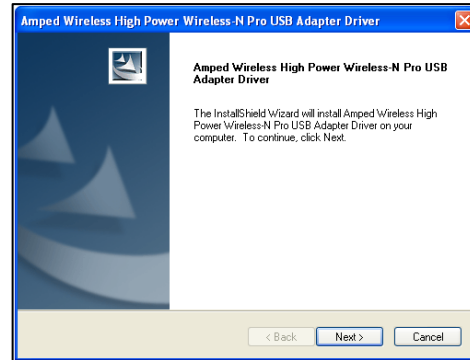 Amped Wireless High Power Wireless-N Pro USB Adapter Driver
Amped Wireless High Power Wireless-N Pro USB
Adapter Driver
The InstallShield Wizard will install Amped Wireless High
Power Wireless-N Pro USB Adapter Driver on your
computer. To continue, click Next.
< Back
Next >
Cancel